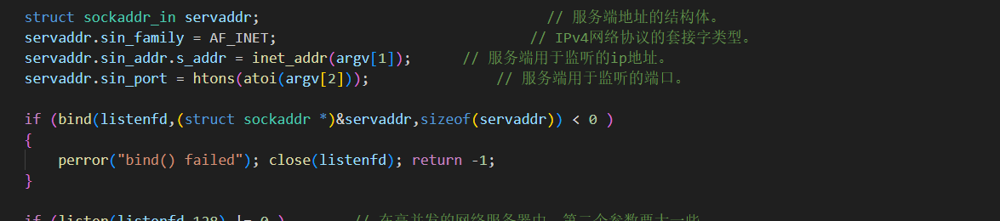 struct sockaddr_in servaddr; // 服务端地址的结构体。
servaddr.sin_family = AF_INET; // IPv4网络协议的套接字类型。
servaddr.sin_addr.s_addr = inet_addr(argv[1]); // 服务端用于监听的ip地址。
servaddr.sin_port = htons(atoi(argv[2])); // 服务端用于监听的端口。
if (bind(listenfd,(struct sockaddr *)&servaddr,sizeof(servaddr)) < 0 )
{
perror("bind() failed"); close(listenfd); return -1;
}
if (listen(listenfd,128) != 0 ) // 在高并发的网络服务器中，第二个参数要大一些